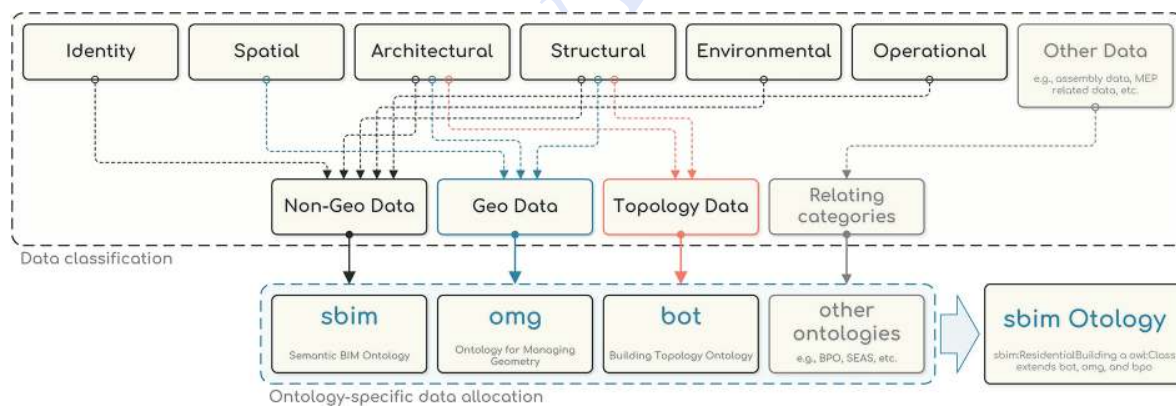 Identity
Spatial
Architectural
Structural
Environmental
Operational
Other Data
e.g., assembly data, MEP
related data, etc.
Non-Geo Data
Geo Data
Topology Data
Relating
categories
Data classification
sbim
Semantic BIM Ontology
omg
Ontology for Managing
Geometry
bot
Building Topology Ontology
other
ontologies
e.g., BPO, SEAS, etc.
sbim Otology
sbim:ResidentialBuilding a owl:Class
extends bot, omg, and bpo
Ontology-specific data allocation